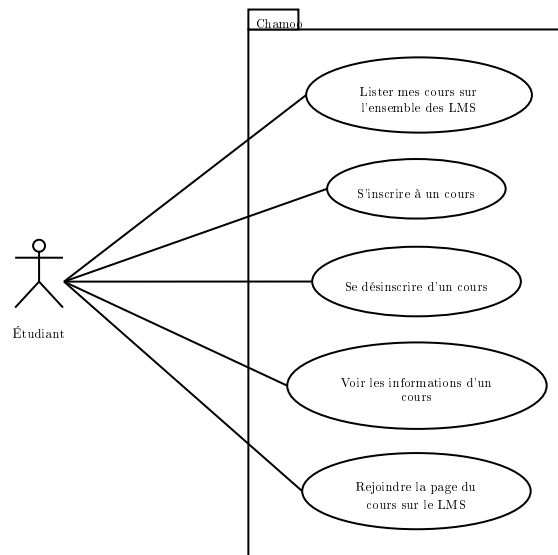 Chamoo
Lister mes cours sur
l'ensemble des LMS
S'inscrire à un cours
Se désinscrire d'un cours
Étudiant
Voir les informations d'un
cours
Rejoindre la page du
cours sur le LMS